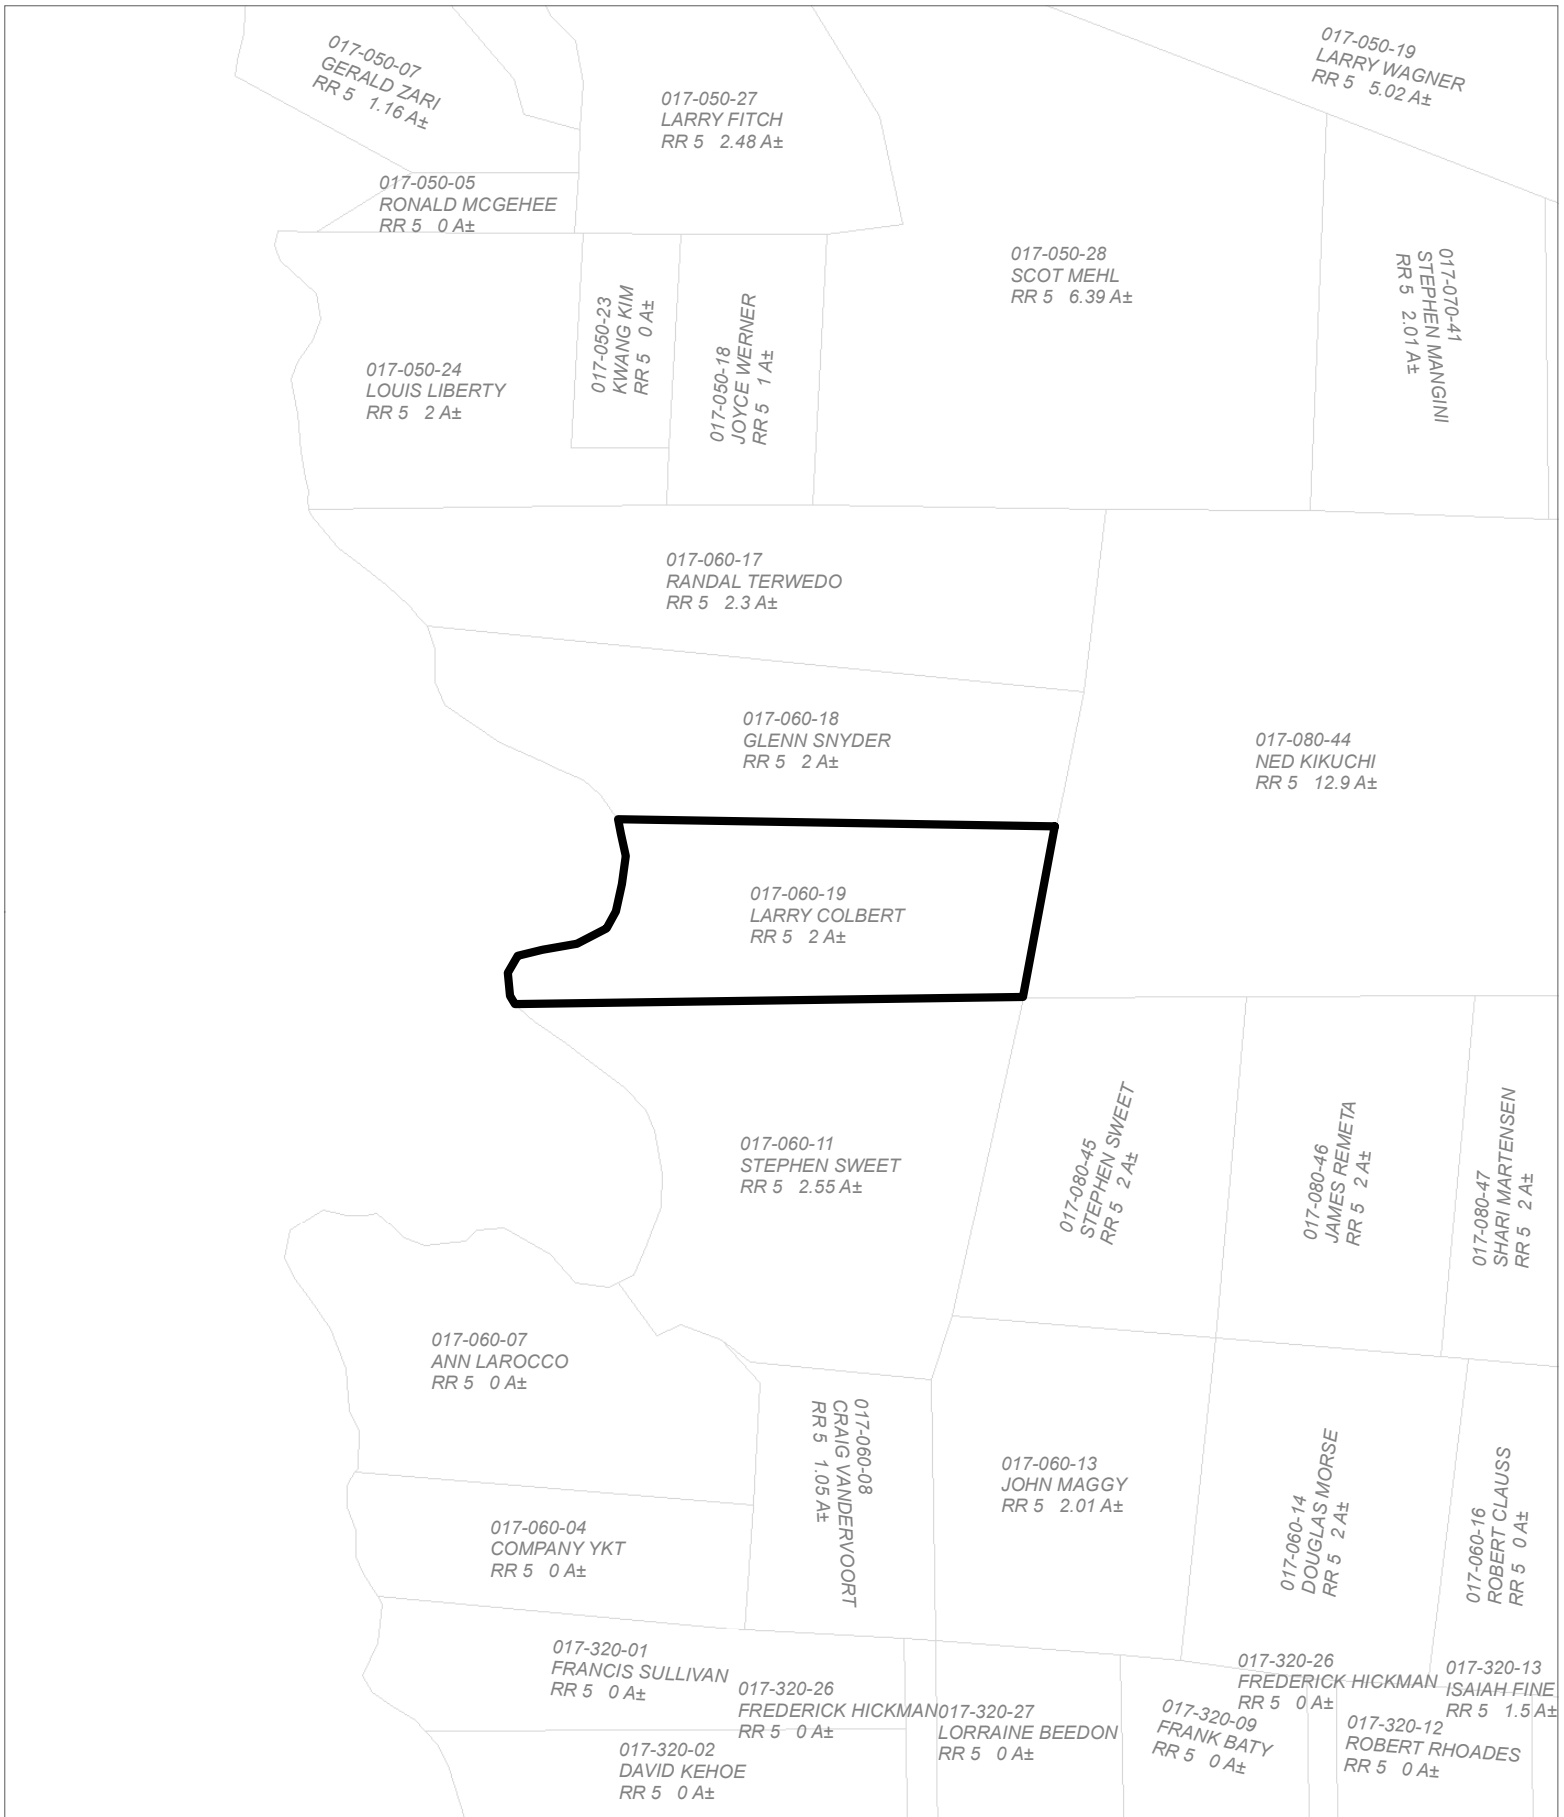 017-050-07
GERALD ZARI
RR 5 1.16 A±
017-050-27
LARRY FITCH
RR 5 2.48 A±
017-050-19
LARRY WAGNER
RR 5 5.02 A±
017-050-05
RONALD MCGEHEE
RR 5 0 A±
017-050-28
SCOT MEHL
RR 5 6.39 A±
017-070-41
STEPHEN MANGINI
RR 5 2.01 A±
017-050-24
LOUIS LIBERTY
RR 5 2 A±
017-050-23
KWANG KIM
RR 5 0 A±
017-050-18
JOYCE WERNER
RR 5 1 A±
017-060-17
RANDAL TERWEDO
RR 5 2.3 A±
017-060-18
GLENN SNYDER
RR 5 2 A±
017-080-44
NED KIKUCHI
RR 5 12.9 A±
017-060-19
LARRY COLBERT
RR 5 2 A±
017-060-11
STEPHEN SWEET
RR 5 2.55 A±
017-080-45
STEPHEN SWEET
RR 5 2 A±
017-080-46
JAMES REMETA
RR 5 2 A±
017-080-47
SHARI MARTENSEN
RR 5 2 A±
017-060-07
ANN LAROCCO
RR 5 0 A±
017-060-08
CRAIG VANDERVOORT
RR 5 1.05 A±
017-060-13
JOHN MAGGY
RR 5 2.01 A±
017-060-14
DOUGLAS MORSE
RR 5 2 A±
017-060-16
ROBERT CLAUSS
RR 5 0 A±
017-060-04
COMPANY YKT
RR 5 0 A±
017-320-01
FRANCIS SULLIVAN
RR 5 0 A±
017-320-26
FREDERICK HICKMAN
RR 5 0 A±
017-320-27
LORRAINE BEEDON
RR 5 0 A±
017-320-09
FRANK BATY
RR 5 0 A±
017-320-26
FREDERICK HICKMAN
RR 5 0 A±
017-320-13
ISAIAH FINE
RR 5 1.5 A±
017-320-12
ROBERT RHOADES
RR 5 0 A±
017-320-02
DAVID KEHOE
RR 5 0 A±